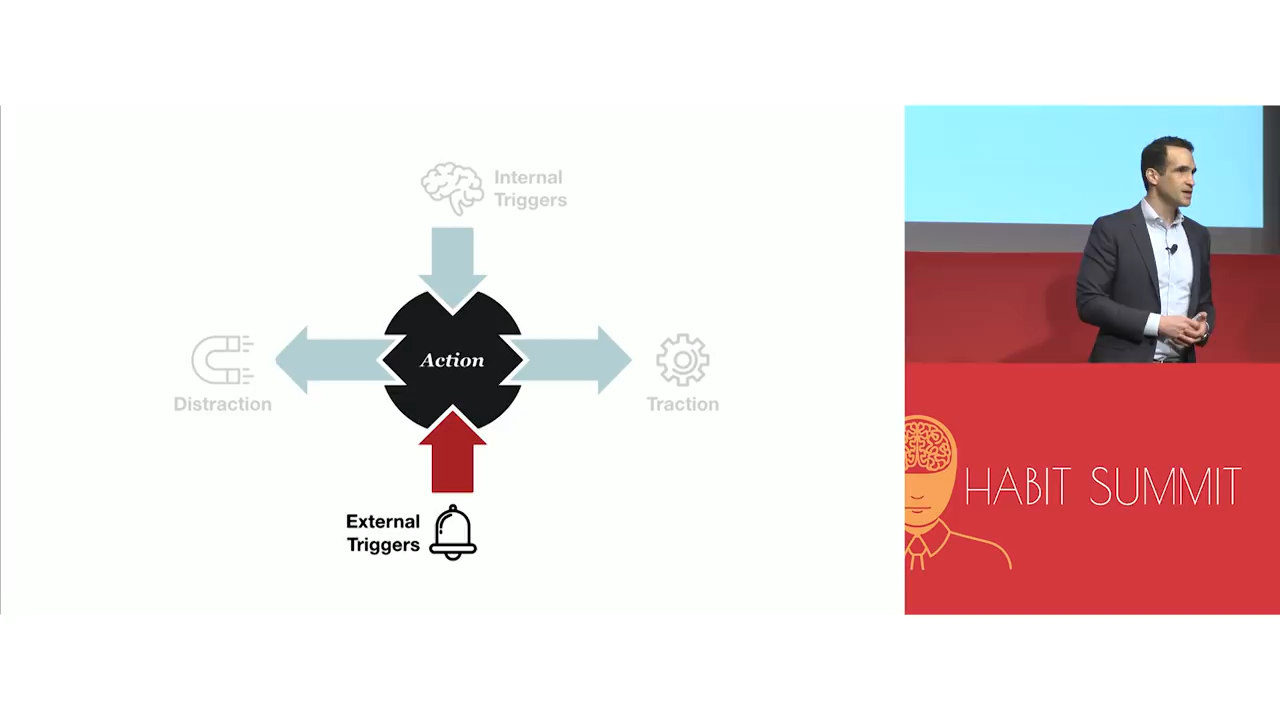 Internal
Triggers
Distraction
Action
Traction
External
Triggers
HABIT SUMMIT